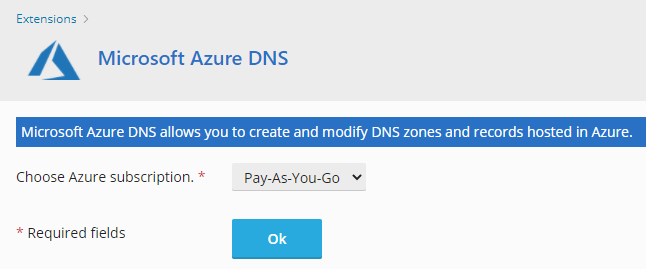 Extensions >
Microsoft Azure DNS
Microsoft Azure DNS allows you to create and modify DNS zones and records hosted in Azure.
Choose Azure subscription. * Pay-As-You-Go
* Required fields Ok